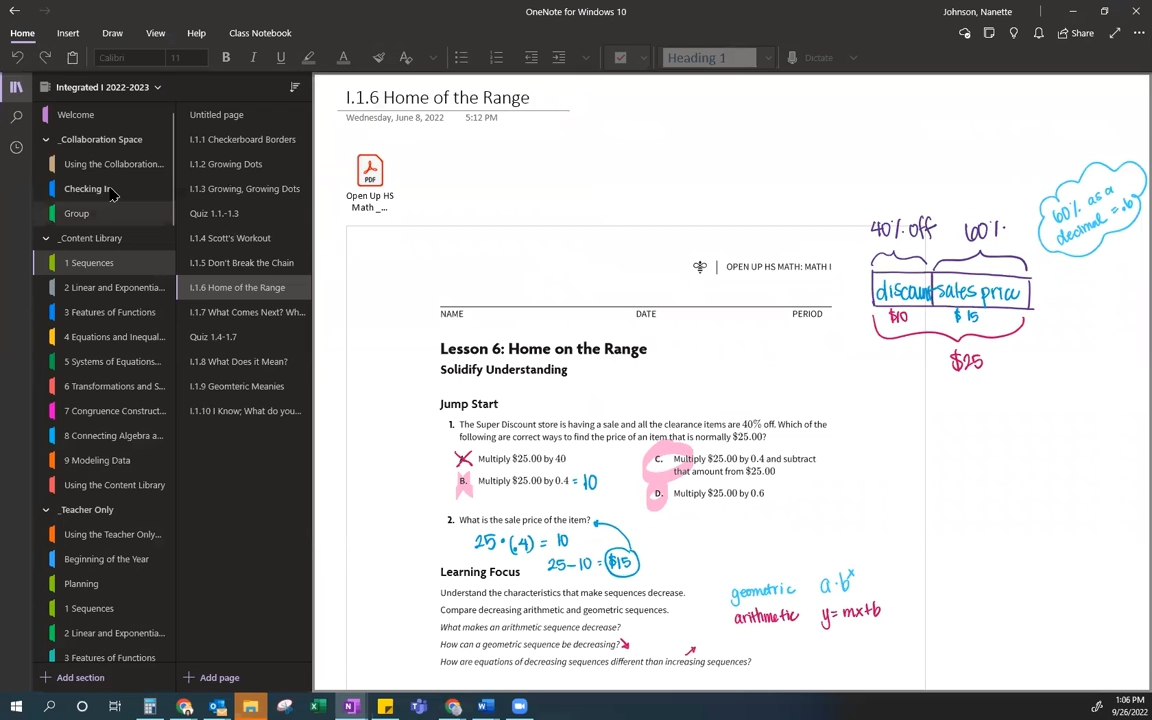 OneNote for Windows 10
Johnson, Nanette
Home Insert Draw View Help Class Notebook
Share
Calibri 11 B I U A Heading 1 Dictate
Integrated I 2022-2023
Welcome
_Collaboration Space
Using the Collaboration...
Checking In
Group
_Content Library
1 Sequences
2 Linear and Exponentia...
3 Features of Functions
4 Equations and Inequal...
5 Systems of Equations...
6 Transformations and S...
7 Congruence Construct...
8 Connecting Algebra a...
9 Modeling Data
Using the Content Library
_Teacher Only
Using the Teacher Only...
Beginning of the Year
Planning
1 Sequences
2 Linear and Exponentia...
3 Features of Functions
Add section
Untitled page
I.1.1 Checkerboard Borders
I.1.2 Growing Dots
I.1.3 Growing, Growing Dots
Quiz 1.1.-1.3
I.1.4 Scott's Workout
I.1.5 Don't Break the Chain
I.1.6 Home of the Range
I.1.7 What Comes Next? Wh...
Quiz 1.4-1.7
I.1.8 What Does it Mean?
I.1.9 Geomteric Meanies
I.1.10 I Know; What do you...
Add page
I.1.6 Home of the Range
Wednesday, June 8, 2022 5:12 PM
PDF
Open Up HS
Math _...
OPEN UP HS MATH: MATH I
NAME DATE PERIOD
Lesson 6: Home on the Range
Solidify Understanding
Jump Start
1. The Super Discount store is having a sale and all the clearance items are 40% off. Which of the
following are correct ways to find the price of an item that is normally $25.00?
A. Multiply $25.00 by 40
B. Multiply $25.00 by 0.4 = 10
C. Multiply $25.00 by 0.4 and subtract
that amount from $25.00
D. Multiply $25.00 by 0.6
2. What is the sale price of the item?
25 • (.4) = 10
25 - 10 = $15
Learning Focus
Understand the characteristics that make sequences decrease.
Compare decreasing arithmetic and geometric sequences.
What makes an arithmetic sequence decrease?
How can a geometric sequence be decreasing?
How are equations of decreasing sequences different than increasing sequences?
geometric a·bˣ
arithmetic y=mx+b
40% off 60%
discount sales price
$10 $15
$25
60% as a
decimal = .6
1:06 PM
9/26/2022